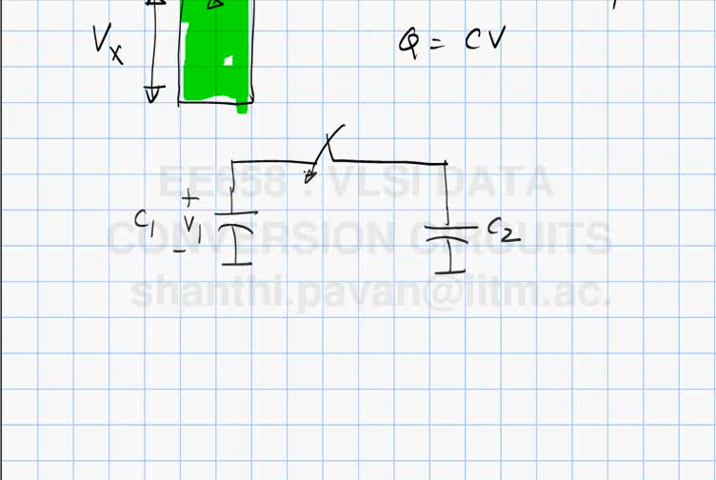 Vx
Q = CV
EE658 : VLSI DATA
CONVERSION CIRCUITS
shanthi.pavan@iitm.ac.
C1
+
V1
-
C2